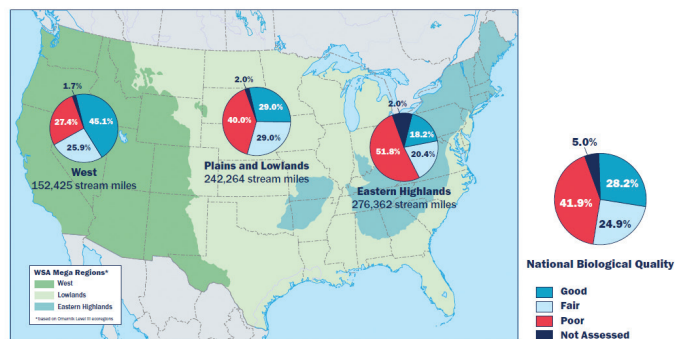 1.7%
27.4%
45.1%
25.9%
West
152,425 stream miles
2.0%
40.0%
29.0%
29.0%
Plains and Lowlands
242,264 stream miles
2.0%
51.8%
18.2%
20.4%
Eastern Highlands
276,362 stream miles
WSA Mega Regions*
West
Lowlands
Eastern Highlands
*based on Omernik Level III ecoregions
5.0%
28.2%
41.9%
24.9%
National Biological Quality
Good
Fair
Poor
Not Assessed